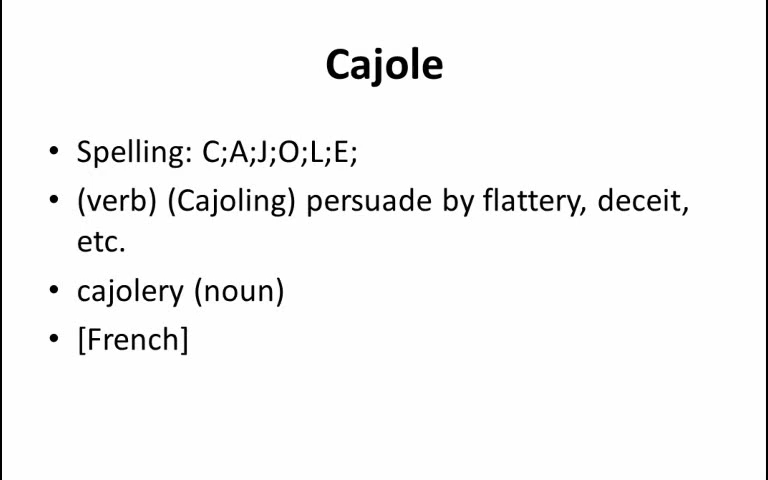 Cajole
• Spelling: C;A;J;O;L;E;
• (verb) (Cajoling) persuade by flattery, deceit,
etc.
• cajolery (noun)
• [French]